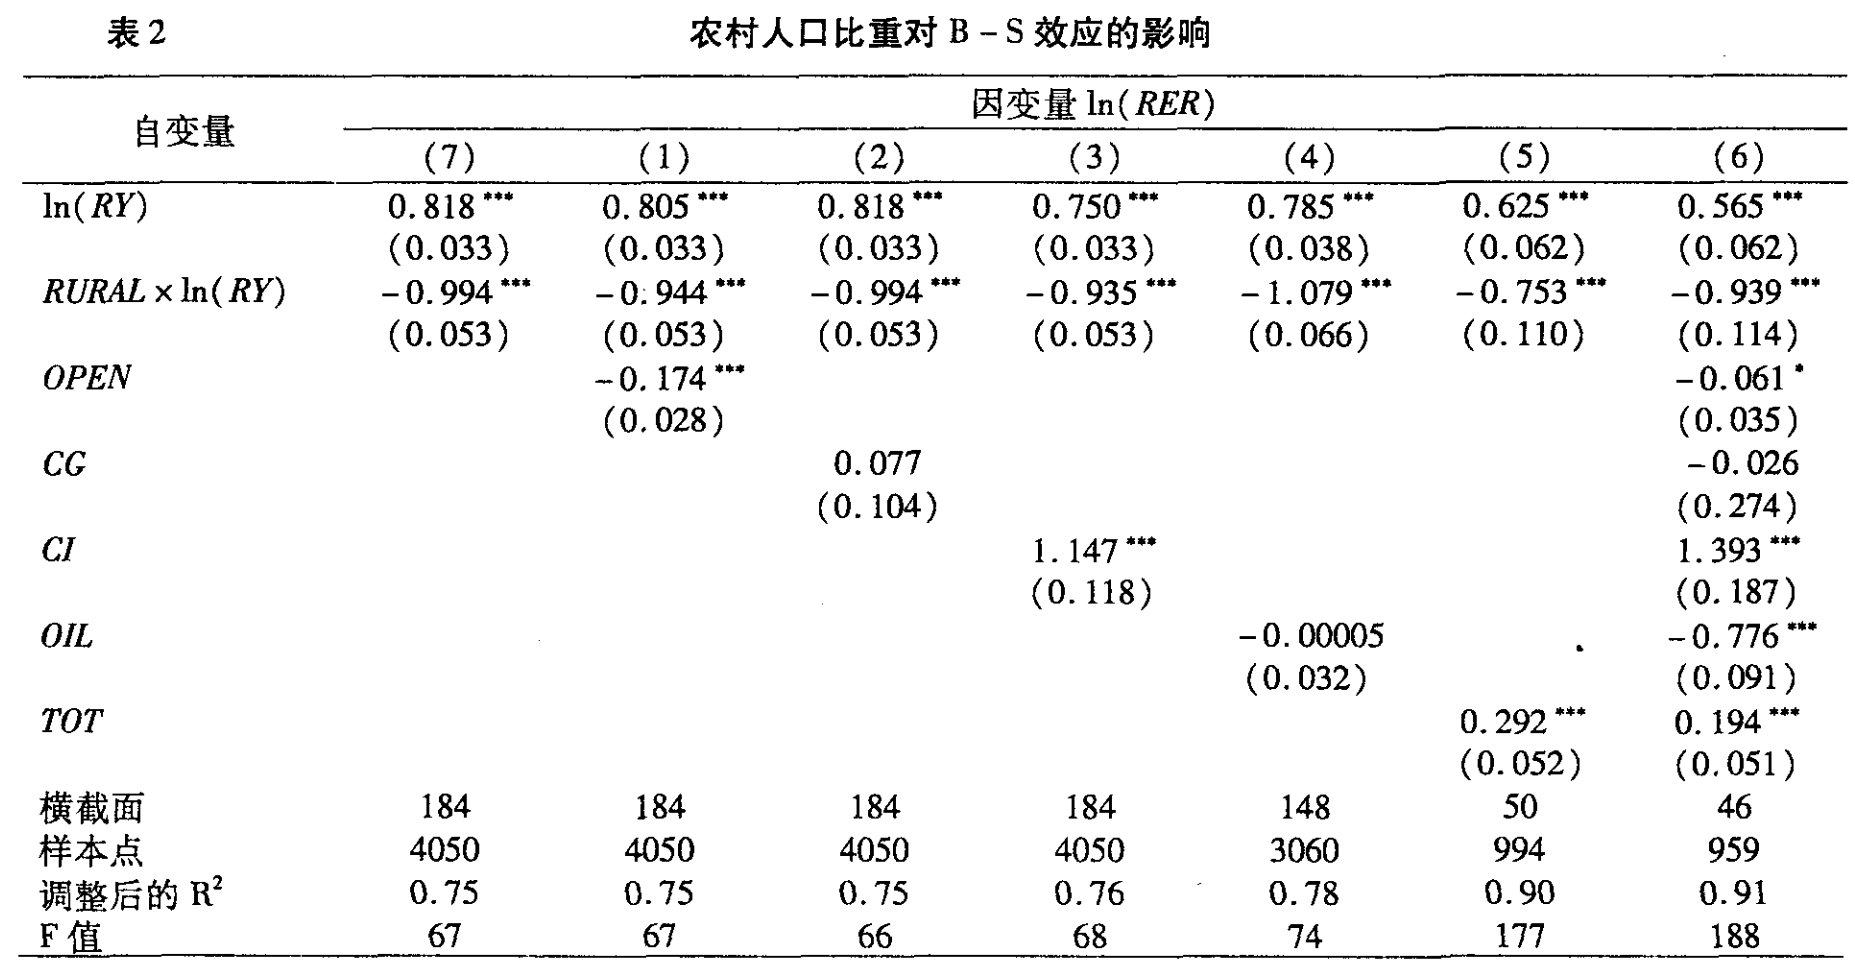 表 2 农村人口比重对 B - S 效应的影响
自变量 因变量 ln(RER)
(7) (1) (2) (3) (4) (5) (6)
ln(RY) 0.818*** 0.805*** 0.818*** 0.750*** 0.785*** 0.625*** 0.565***
(0.033) (0.033) (0.033) (0.033) (0.038) (0.062) (0.062)
RURAL × ln(RY) -0.994*** -0.944*** -0.994*** -0.935*** -1.079*** -0.753*** -0.939***
(0.053) (0.053) (0.053) (0.053) (0.066) (0.110) (0.114)
OPEN -0.174*** -0.061*
(0.028) (0.035)
CG 0.077 -0.026
(0.104) (0.274)
CI 1.147*** 1.393***
(0.118) (0.187)
OIL -0.00005 -0.776***
(0.032) (0.091)
TOT 0.292*** 0.194***
(0.052) (0.051)
横截面 184 184 184 184 148 50 46
样本点 4050 4050 4050 4050 3060 994 959
调整后的 R² 0.75 0.75 0.75 0.76 0.78 0.90 0.91
F 值 67 67 66 68 74 177 188